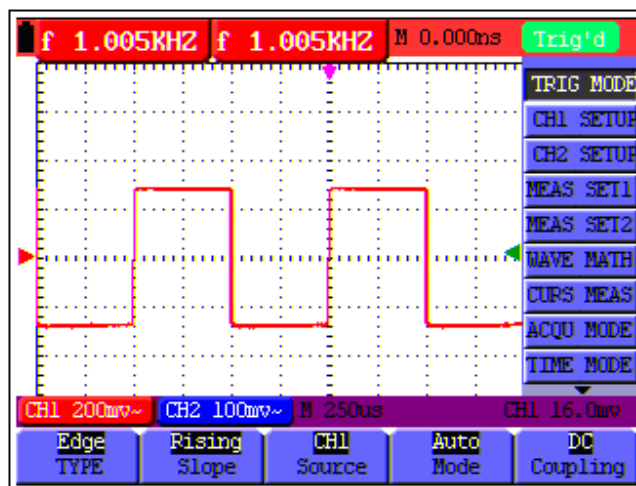 f 1.005KHZ f 1.005KHZ M 0.000ns Trig'd
TRIG MODE
CH1 SETUP
CH2 SETUP
MEAS SET1
MEAS SET2
WAVE MATH
CURS MEAS
ACQU MODE
TIME MODE
CH1 200mv~ CH2 100mv~ M 250us CH1 16.0mv
Edge Rising CH1 Auto DC
TYPE Slope Source Mode Coupling